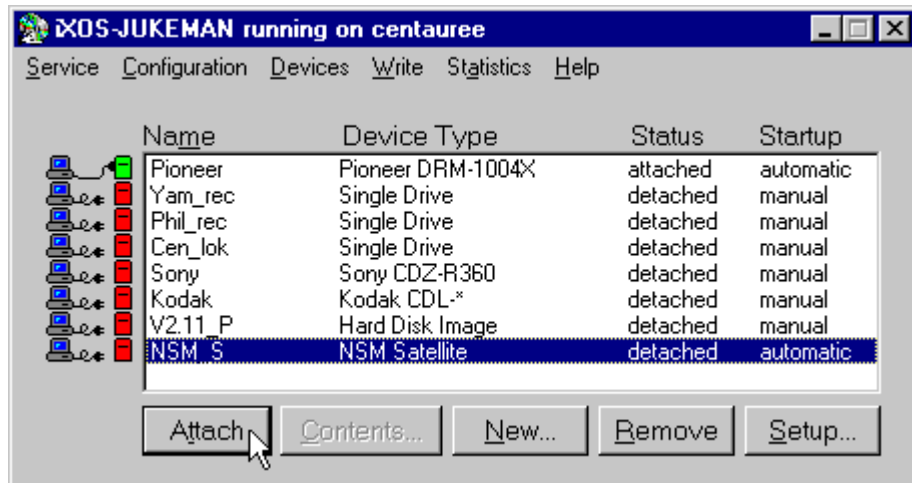 iXOS-JUKEMAN running on centauree
Service Configuration Devices Write Statistics Help
Name Device Type Status Startup
Pioneer Pioneer DRM-1004X attached automatic
Yam_rec Single Drive detached manual
Phil_rec Single Drive detached manual
Cen_lok Single Drive detached manual
Sony Sony CDZ-R360 detached manual
Kodak Kodak CDL-* detached manual
V2.11_P Hard Disk Image detached manual
NSM_S NSM Satellite detached automatic
Attach Contents... New... Remove Setup...